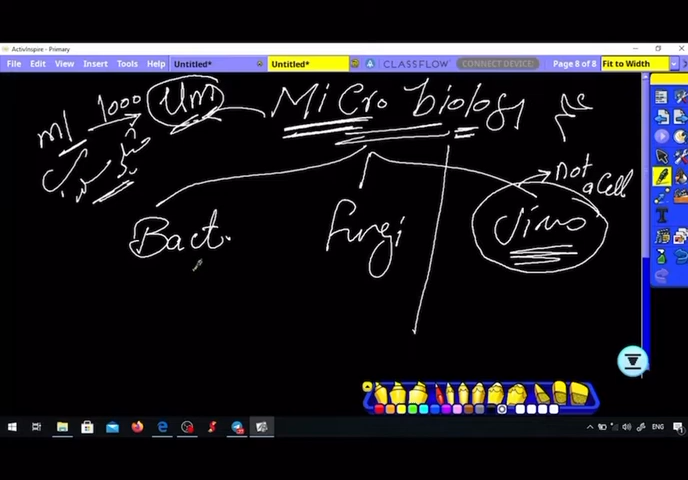 ActivInspire - Primary
File Edit View Insert Tools Help Untitled* Untitled* CLASSFLOW CONNECT DEVICE Page 8 of 8 Fit to Width
ml 1000 um Micro biology
not
a cell
Bact. Fungi Virus
ENG